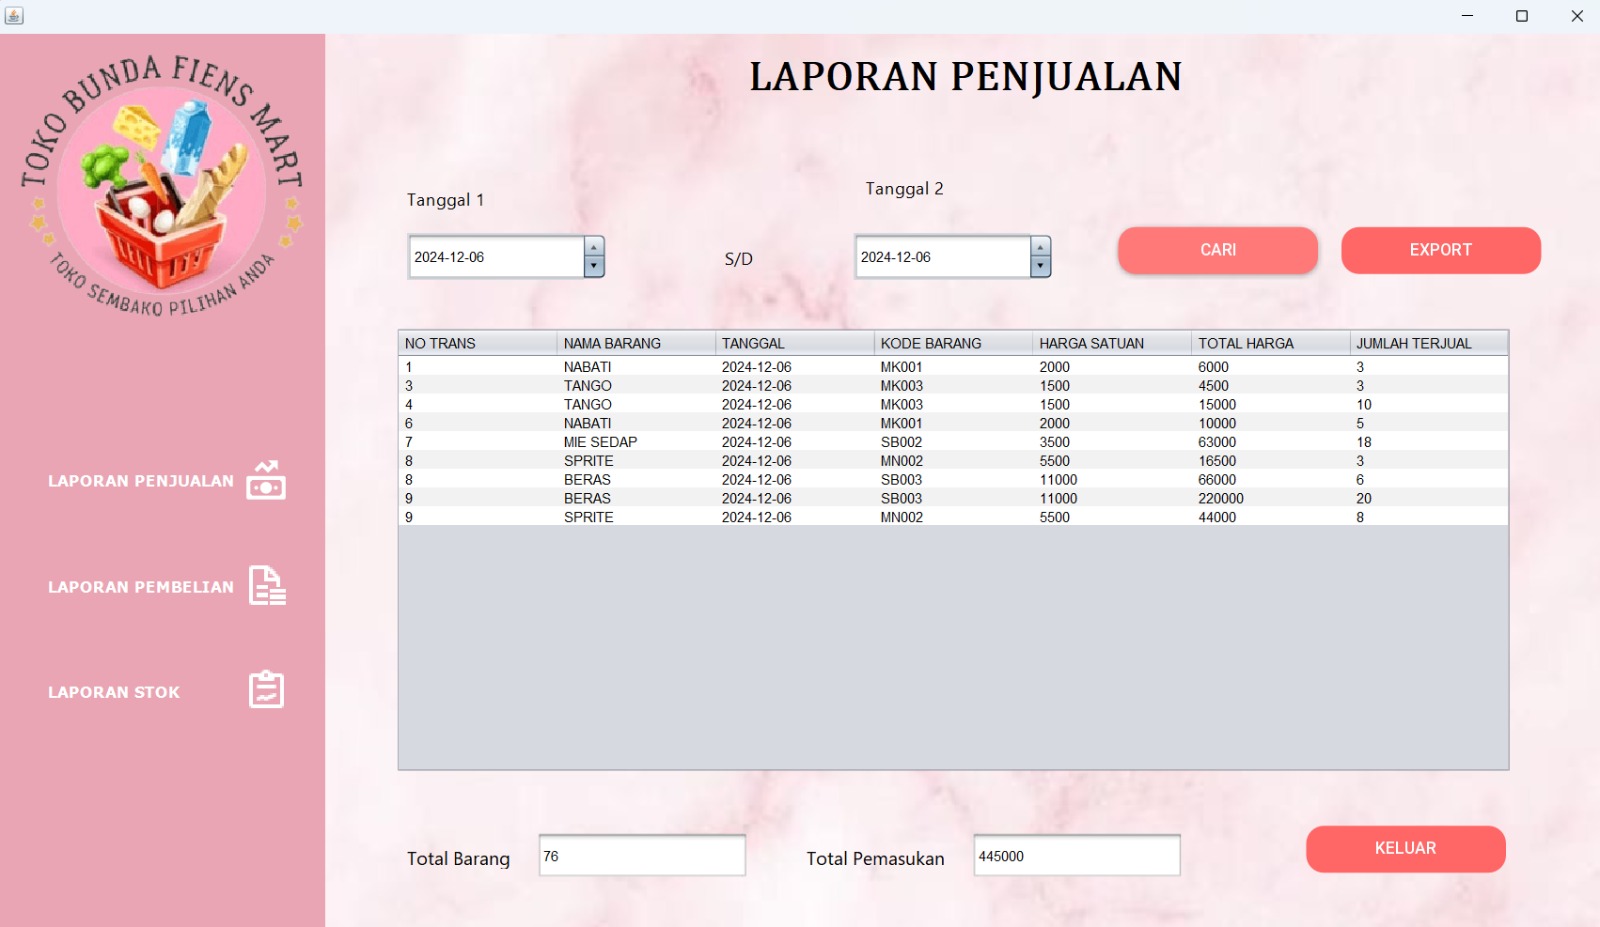 TOKO BUNDA FIENS MART
TOKO SEMBAKO PILIHAN ANDA
LAPORAN PENJUALAN
LAPORAN PEMBELIAN
LAPORAN STOK
LAPORAN PENJUALAN
Tanggal 1
Tanggal 2
2024-12-06
S/D
2024-12-06
CARI
EXPORT
NO TRANS NAMA BARANG TANGGAL KODE BARANG HARGA SATUAN TOTAL HARGA JUMLAH TERJUAL
1 NABATI 2024-12-06 MK001 2000 6000 3
3 TANGO 2024-12-06 MK003 1500 4500 3
4 TANGO 2024-12-06 MK003 1500 15000 10
6 NABATI 2024-12-06 MK001 2000 10000 5
7 MIE SEDAP 2024-12-06 SB002 3500 63000 18
8 SPRITE 2024-12-06 MN002 5500 16500 3
8 BERAS 2024-12-06 SB003 11000 66000 6
9 BERAS 2024-12-06 SB003 11000 220000 20
9 SPRITE 2024-12-06 MN002 5500 44000 8
Total Barang 76
Total Pemasukan 445000
KELUAR